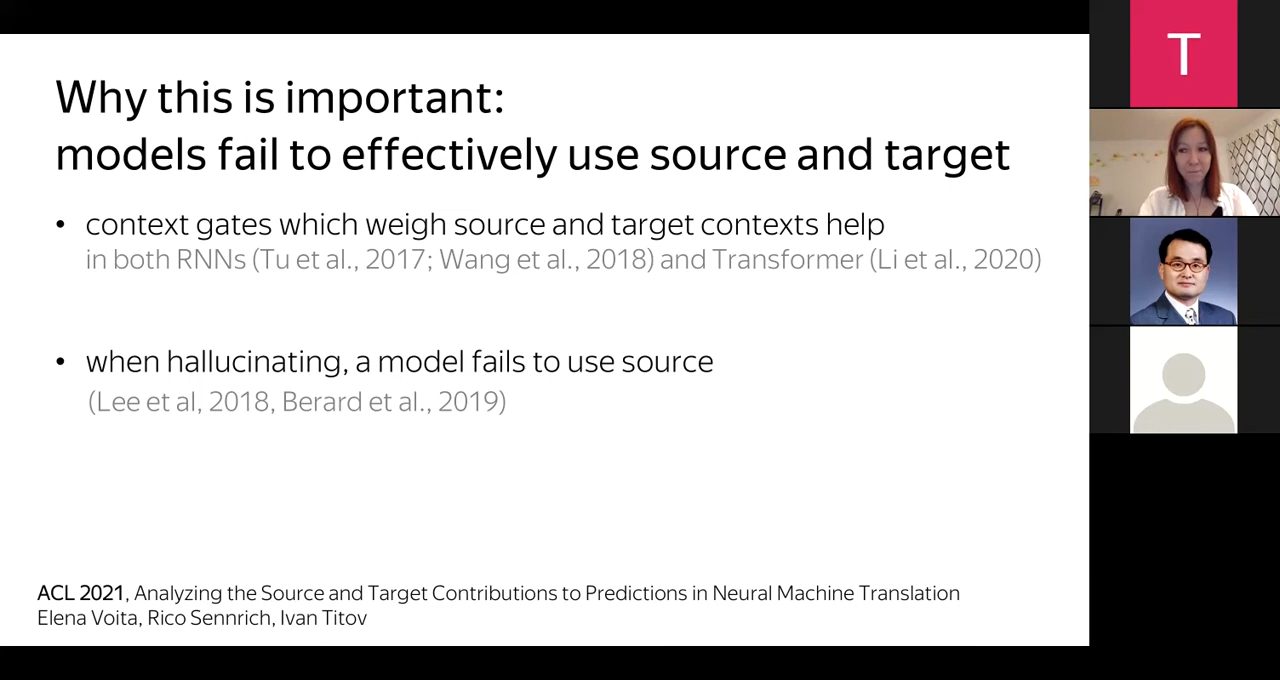 Why this is important:
models fail to effectively use source and target
• context gates which weigh source and target contexts help
in both RNNs (Tu et al., 2017; Wang et al., 2018) and Transformer (Li et al., 2020)
• when hallucinating, a model fails to use source
(Lee et al, 2018, Berard et al., 2019)
ACL 2021, Analyzing the Source and Target Contributions to Predictions in Neural Machine Translation
Elena Voita, Rico Sennrich, Ivan Titov
T